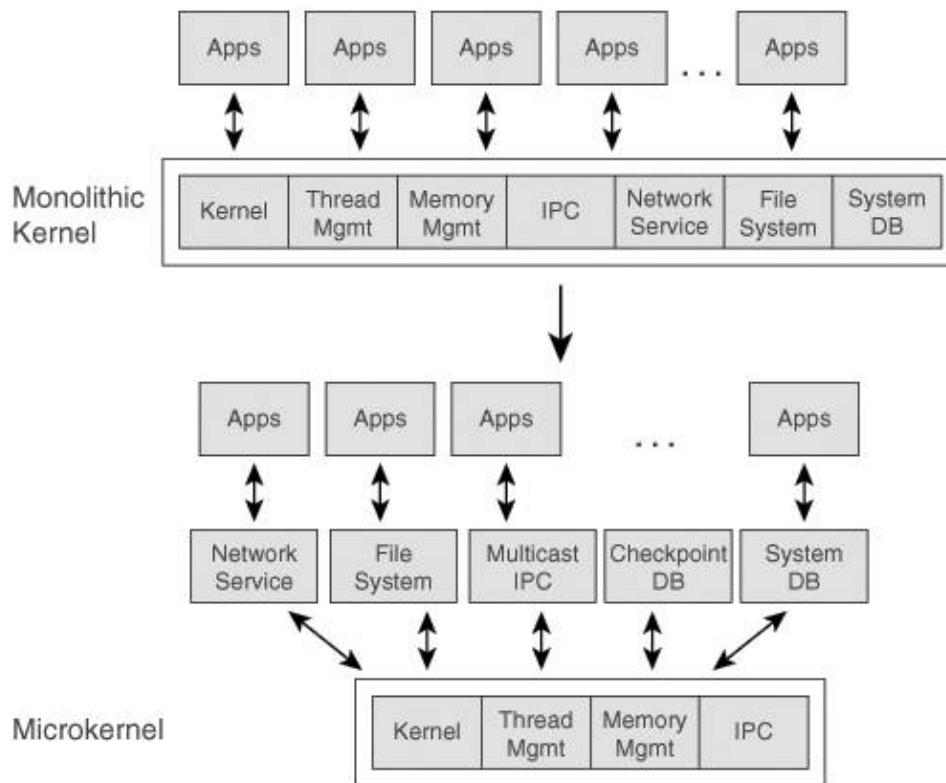 Apps Apps Apps Apps ... Apps
Monolithic
Kernel
Kernel
Thread
Mgmt
Memory
Mgmt
IPC
Network
Service
File
System
System
DB
Apps Apps Apps ... Apps
Network
Service
File
System
Multicast
IPC
Checkpoint
DB
System
DB
Microkernel
Kernel
Thread
Mgmt
Memory
Mgmt
IPC